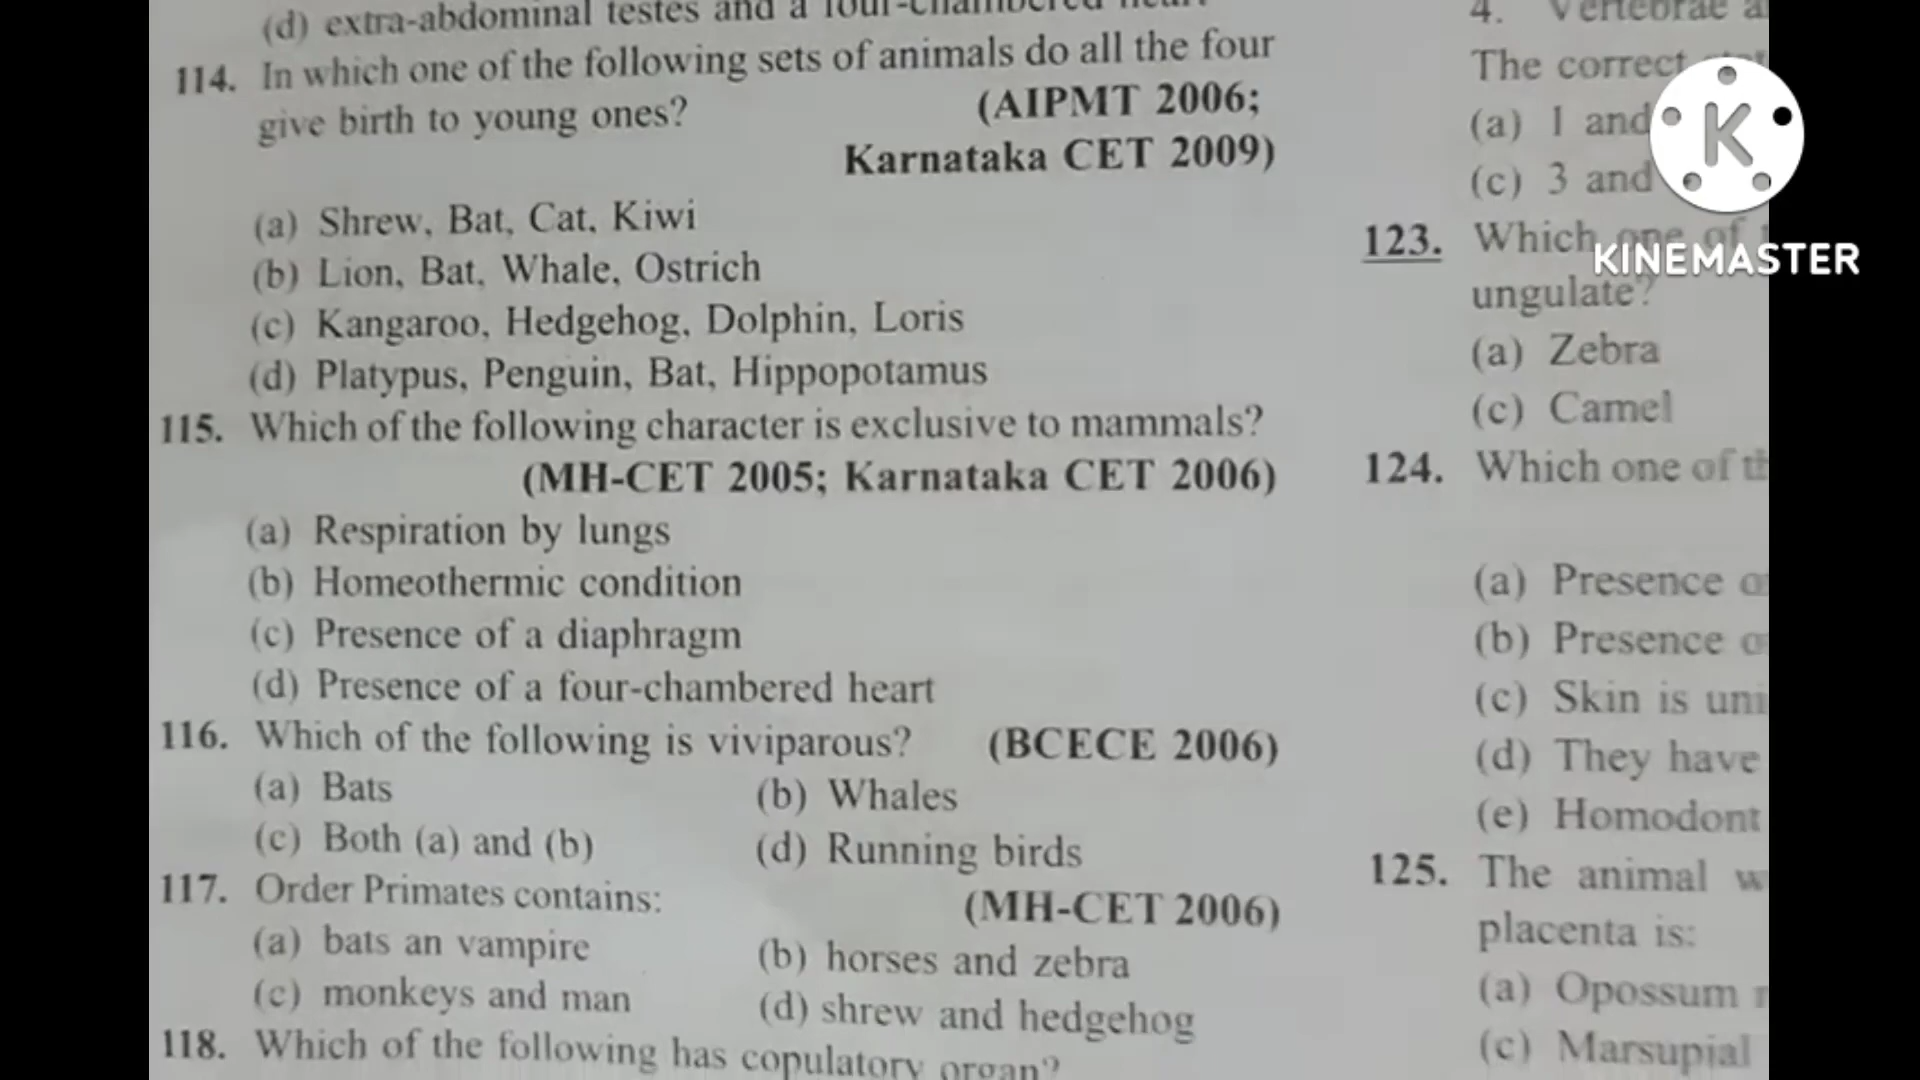 (d) extra-abdominal testes and a four-chambered heart
114. In which one of the following sets of animals do all the four
give birth to young ones? (AIPMT 2006;
Karnataka CET 2009)
(a) Shrew, Bat, Cat, Kiwi
(b) Lion, Bat, Whale, Ostrich
(c) Kangaroo, Hedgehog, Dolphin, Loris
(d) Platypus, Penguin, Bat, Hippopotamus
115. Which of the following character is exclusive to mammals?
(MH-CET 2005; Karnataka CET 2006)
(a) Respiration by lungs
(b) Homeothermic condition
(c) Presence of a diaphragm
(d) Presence of a four-chambered heart
116. Which of the following is viviparous? (BCECE 2006)
(a) Bats (b) Whales
(c) Both (a) and (b) (d) Running birds
117. Order Primates contains: (MH-CET 2006)
(a) bats an vampire (b) horses and zebra
(c) monkeys and man (d) shrew and hedgehog
118. Which of the following has copulatory organ?
4. Vertebrae
The correct
(a) 1 and
(c) 3 and
123. Which one of
ungulate?
(a) Zebra
(c) Camel
124. Which one of
(a) Presence
(b) Presence
(c) Skin is
(d) They have
(e) Homodont
125. The animal
placenta is:
(a) Opossum
(c) Marsupial
K
KINEMASTER